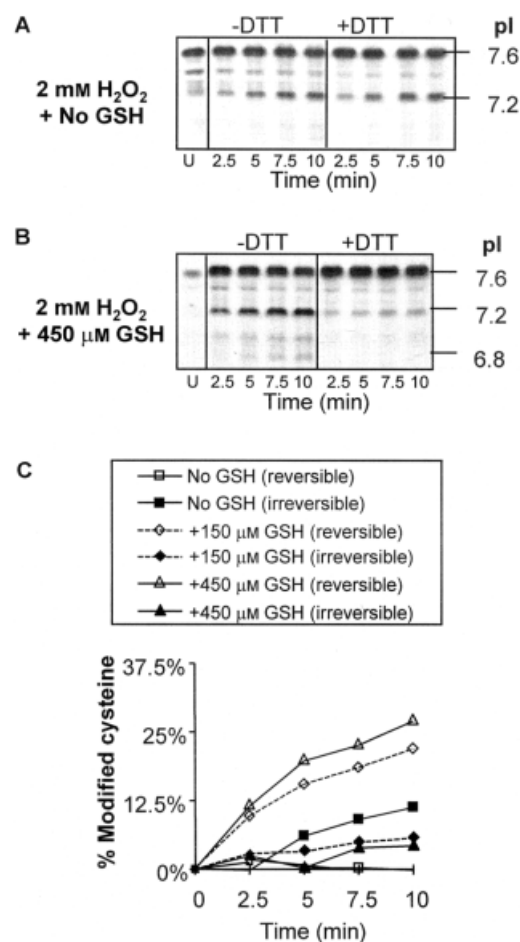 A
-DTT +DTT pI
7.6
2 mM H2O2
+ No GSH
7.2
U 2.5 5 7.5 10 2.5 5 7.5 10
Time (min)
B
-DTT +DTT pI
7.6
2 mM H2O2
+ 450 μM GSH
7.2
6.8
U 2.5 5 7.5 10 2.5 5 7.5 10
Time (min)
C
No GSH (reversible)
No GSH (irreversible)
+150 μM GSH (reversible)
+150 μM GSH (irreversible)
+450 μM GSH (reversible)
+450 μM GSH (irreversible)
% Modified cysteine
37.5%
25%
12.5%
0%
0 2.5 5 7.5 10
Time (min)